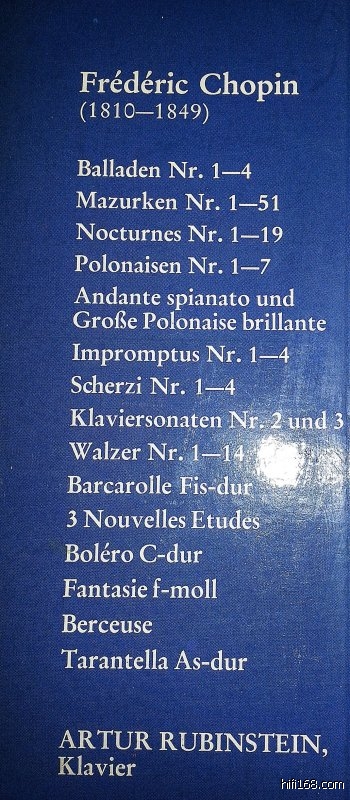 Frédéric Chopin
(1810—1849)
Balladen Nr. 1—4
Mazurken Nr. 1—51
Nocturnes Nr. 1—19
Polonaisen Nr. 1—7
Andante spianato und
Große Polonaise brillante
Impromptus Nr. 1—4
Scherzi Nr. 1—4
Klaviersonaten Nr. 2 und 3
Walzer Nr. 1—14
Barcarolle Fis-dur
3 Nouvelles Etudes
Boléro C-dur
Fantasie f-moll
Berceuse
Tarantella As-dur
ARTUR RUBINSTEIN,
Klavier
hifi168.com